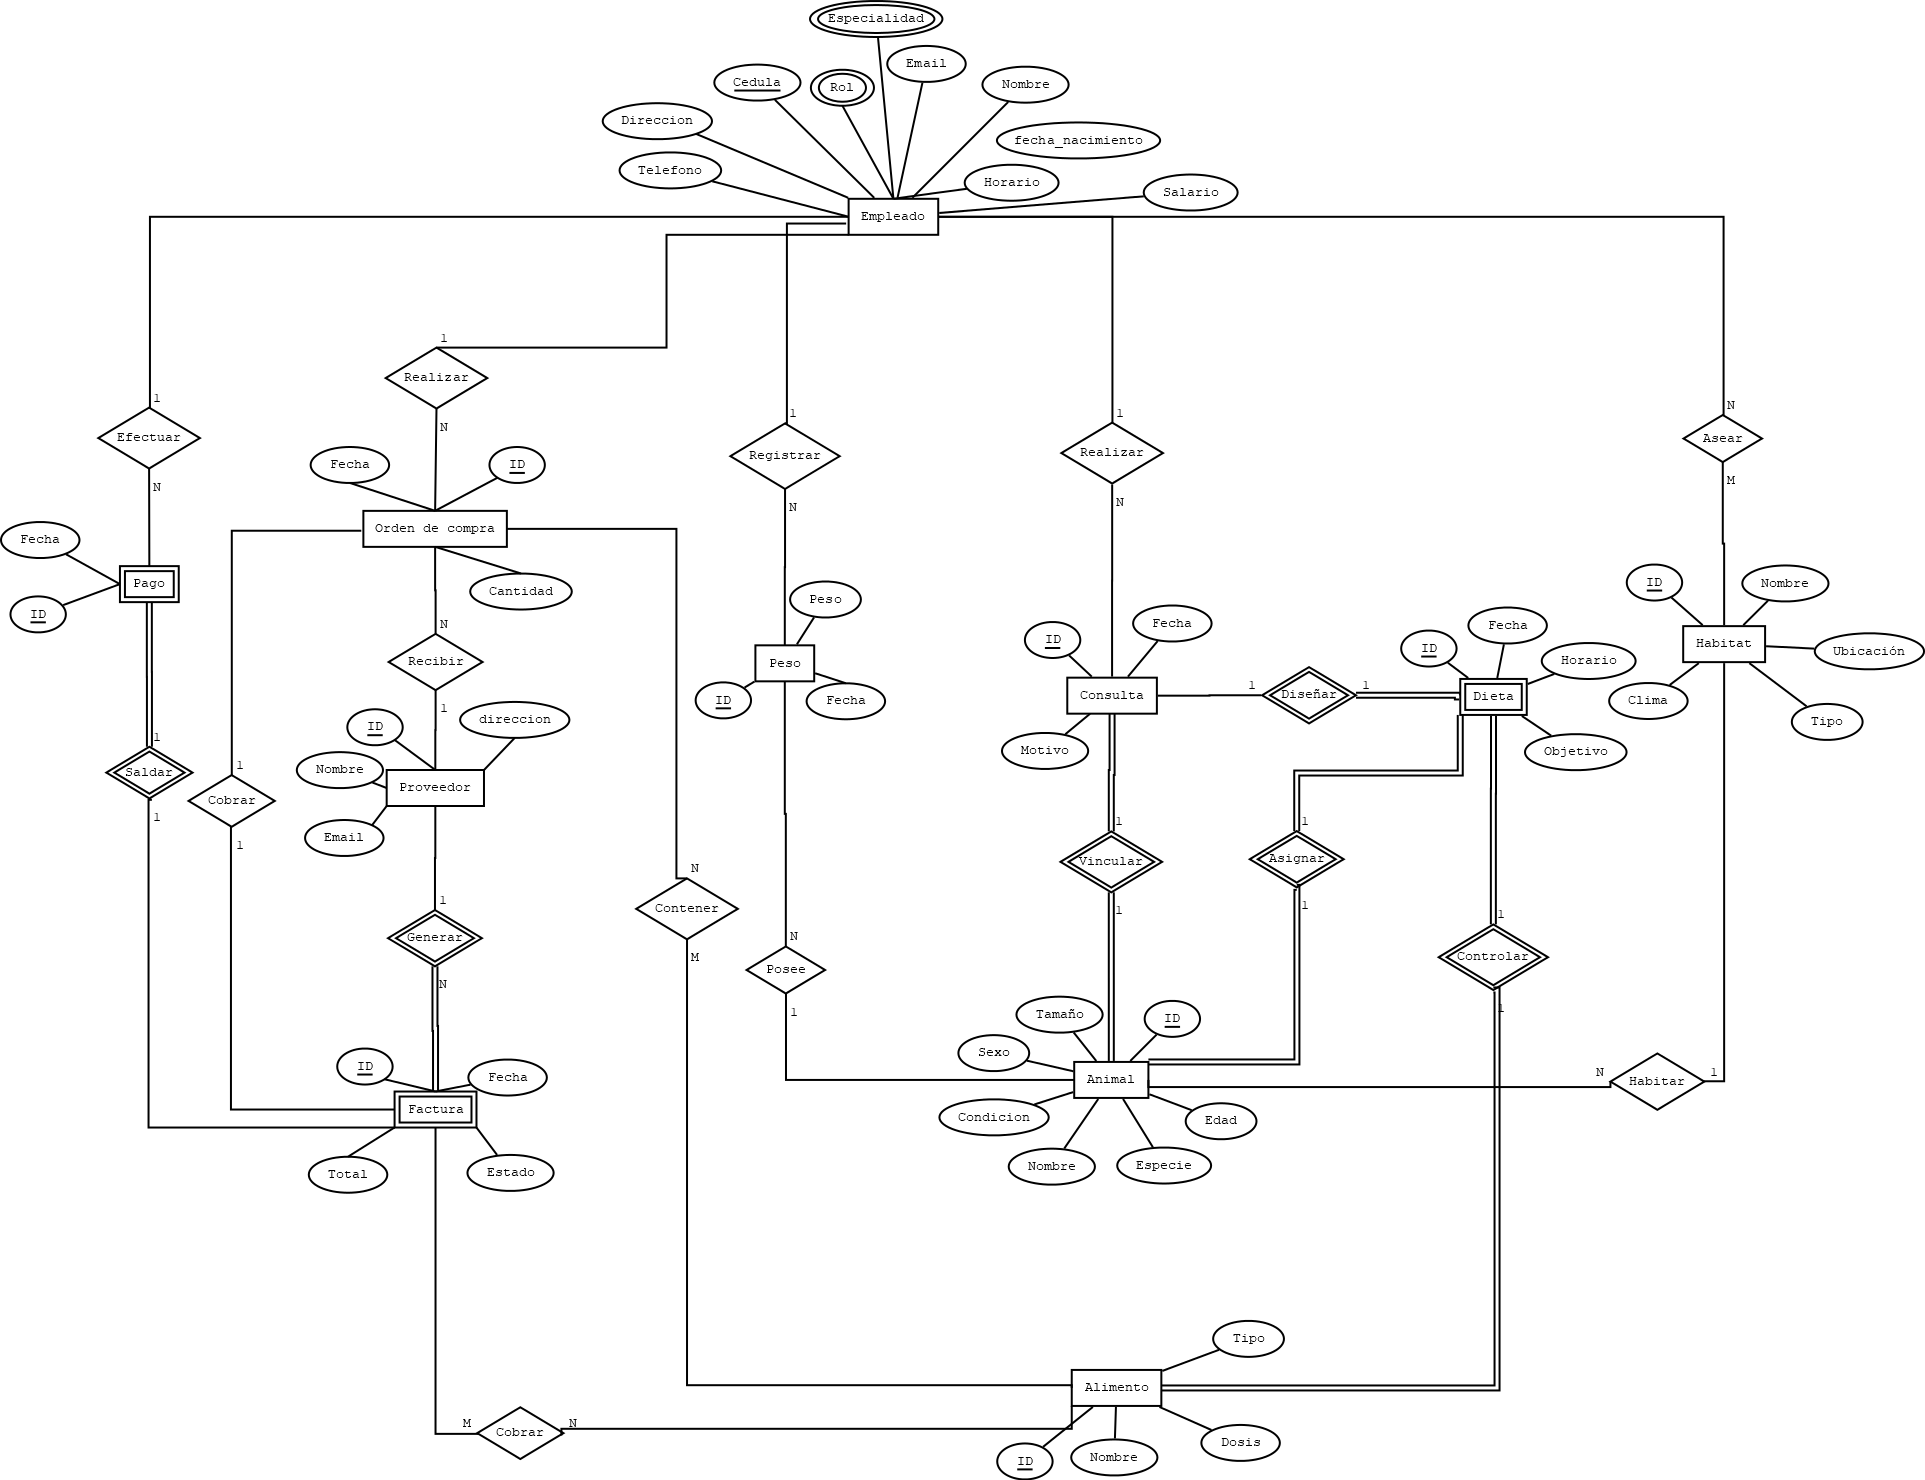 Especialidad
Email
Cedula
Rol
Nombre
Direccion
fecha_nacimiento
Telefono
Horario
Salario
Empleado
1
Realizar
1
1
1
N
Efectuar
N
Registrar
Realizar
Asear
Fecha
ID
N
N
N
M
Orden de compra
Fecha
Pago
Cantidad
Peso
ID
Nombre
ID
N
ID
Fecha
Fecha
Recibir
Peso
ID
Habitat
Ubicación
Horario
1
ID
Fecha
Consulta
1
Diseñar
1
Dieta
Clima
ID
direccion
Tipo
1
Motivo
Objetivo
Saldar
1
Nombre
Proveedor
Cobrar
1
1
1
Email
1
Vincular
Asignar
N
1
Contener
1
1
1
Generar
N
M
Controlar
Posee
N
1
1
Tamaño
ID
Sexo
ID
Fecha
Animal
N
Habitar
1
Factura
Condicion
Edad
Total
Estado
Nombre
Especie
Tipo
Alimento
M
Cobrar
N
Dosis
ID
Nombre